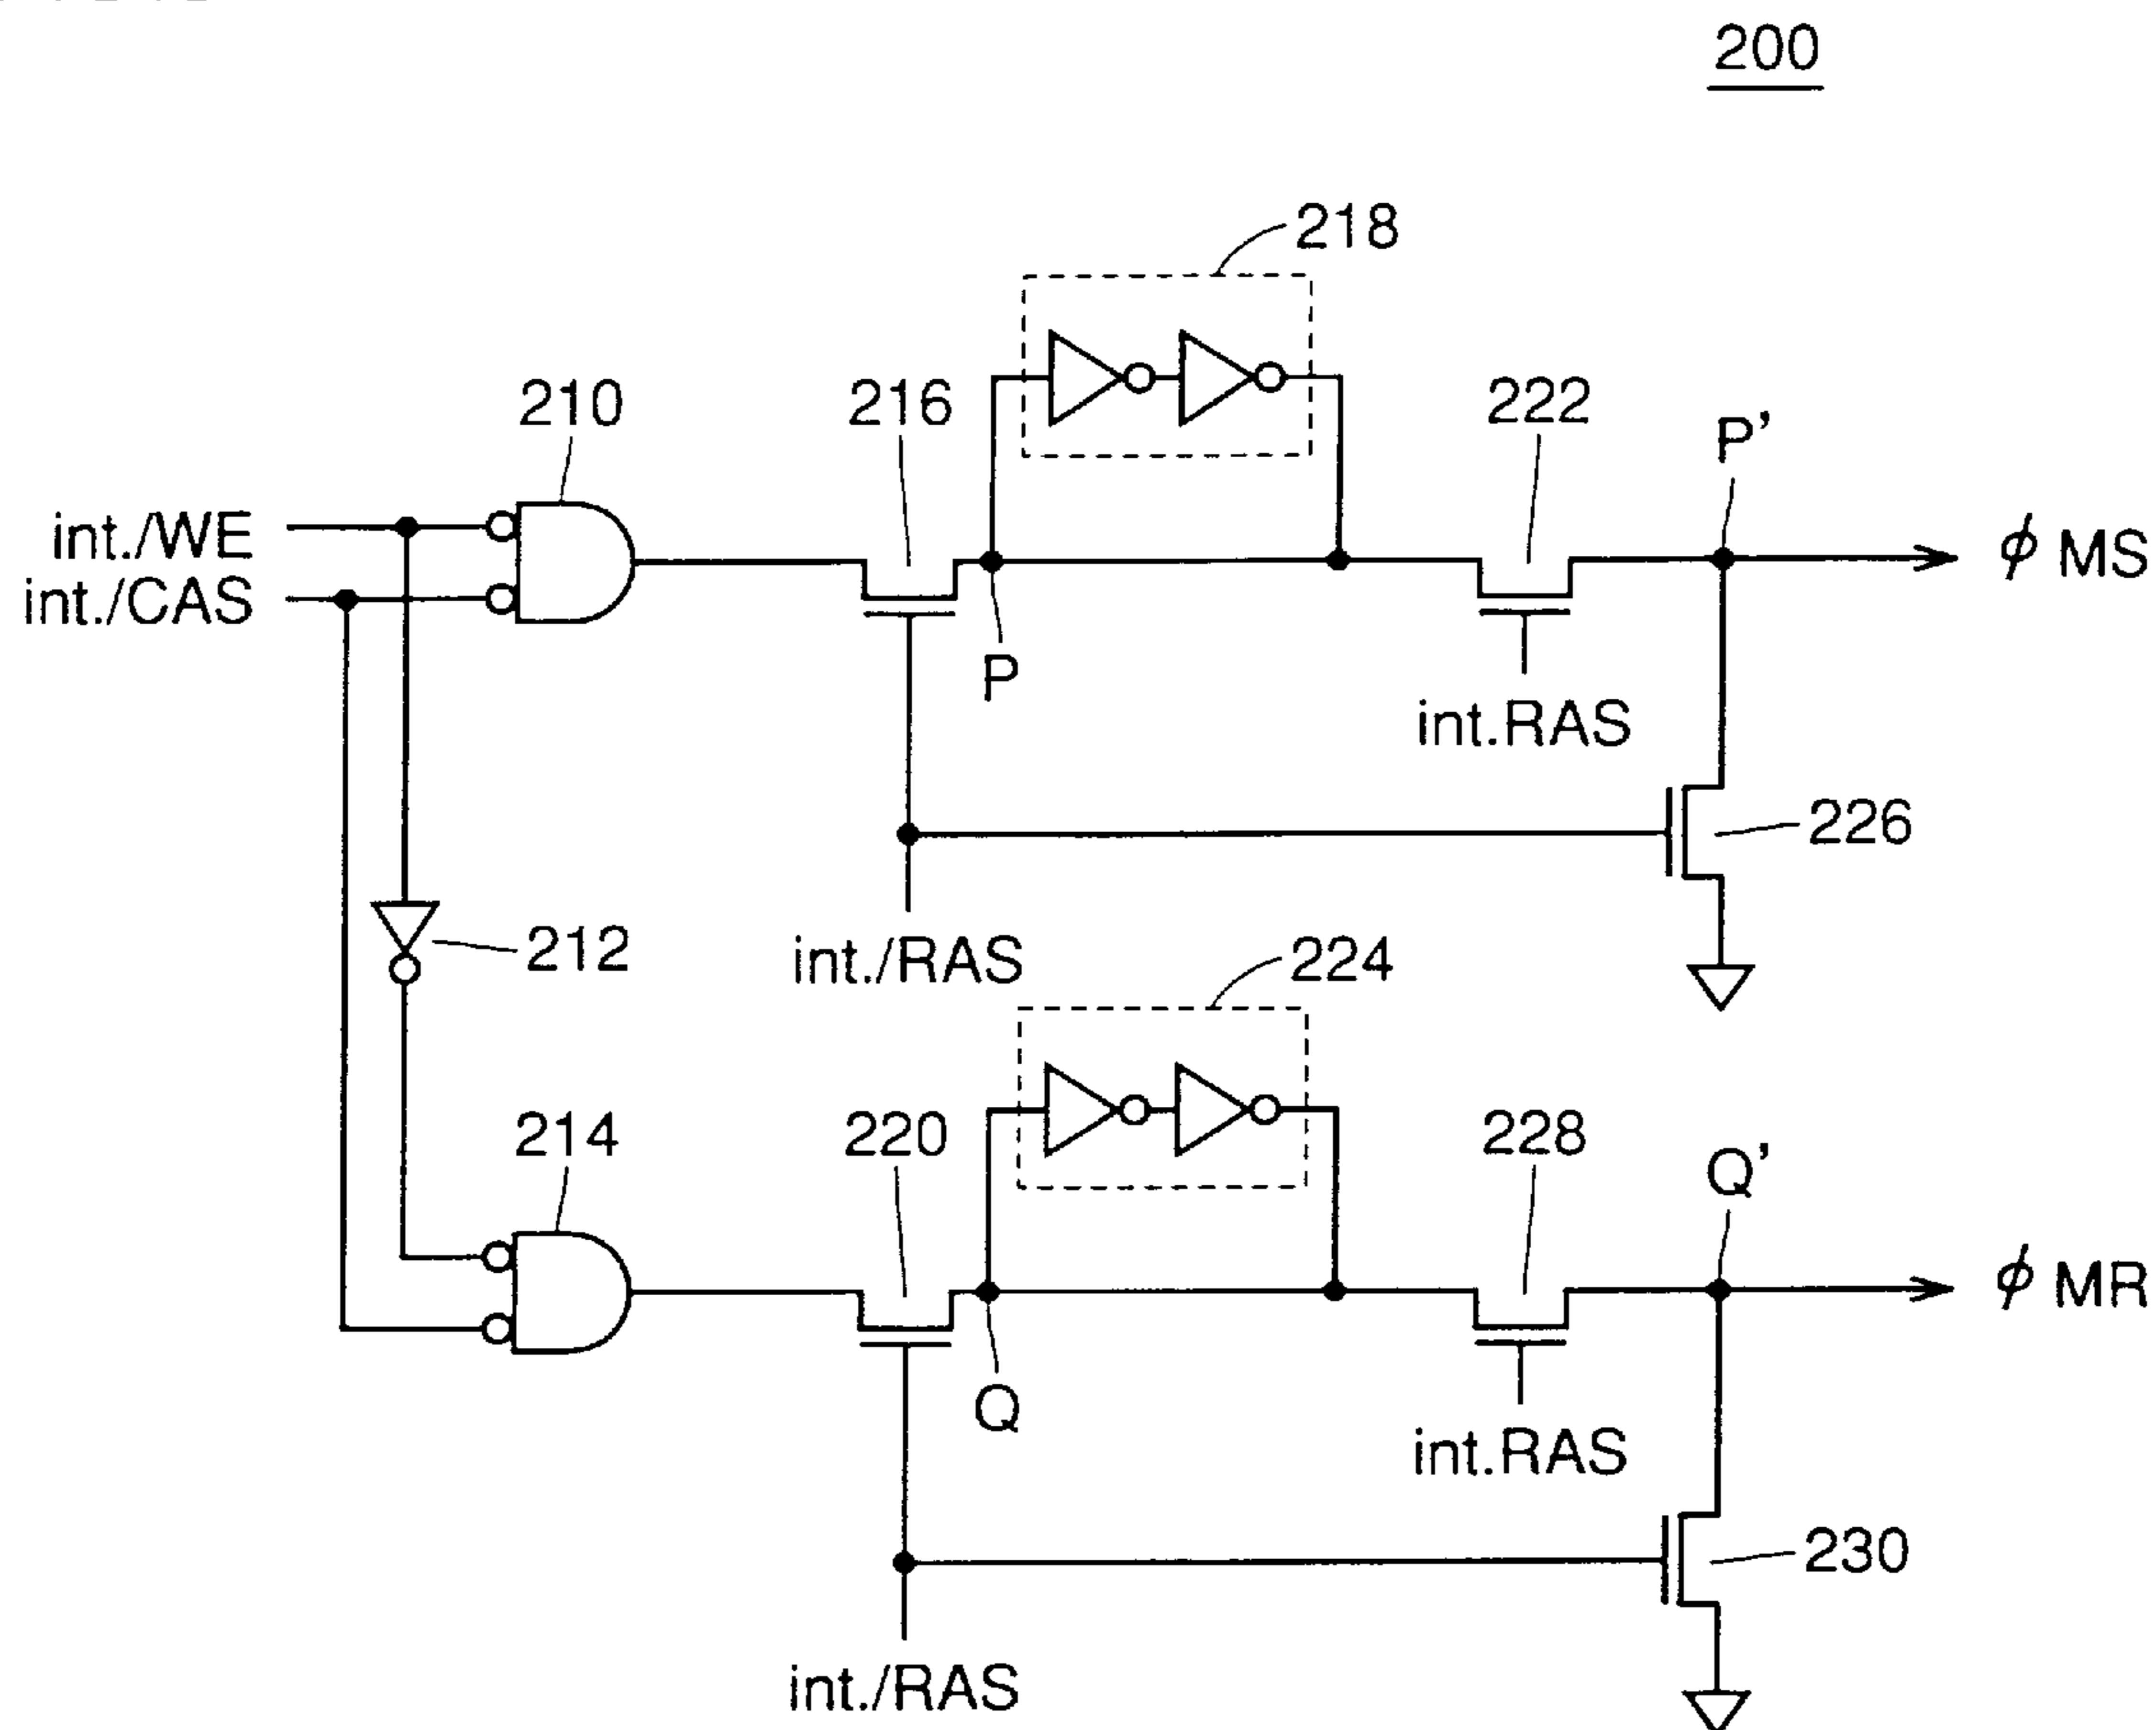 200
218
210
216
222
P’
int./WE
int./CAS
ϕ MS
P
int.RAS
226
212
int./RAS
224
214
220
228
Q’
ϕ MR
Q
int.RAS
230
int./RAS